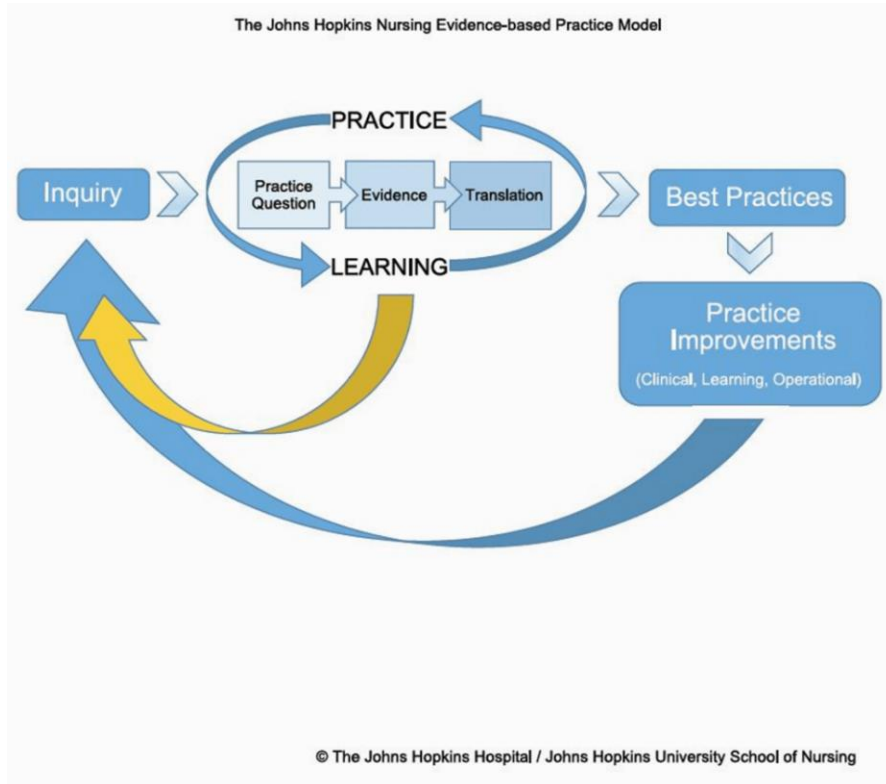 The Johns Hopkins Nursing Evidence-based Practice Model
PRACTICE
Inquiry
Practice
Question
Evidence
Translation
LEARNING
Best Practices
Practice
Improvements
(Clinical, Learning, Operational)
© The Johns Hopkins Hospital / Johns Hopkins University School of Nursing